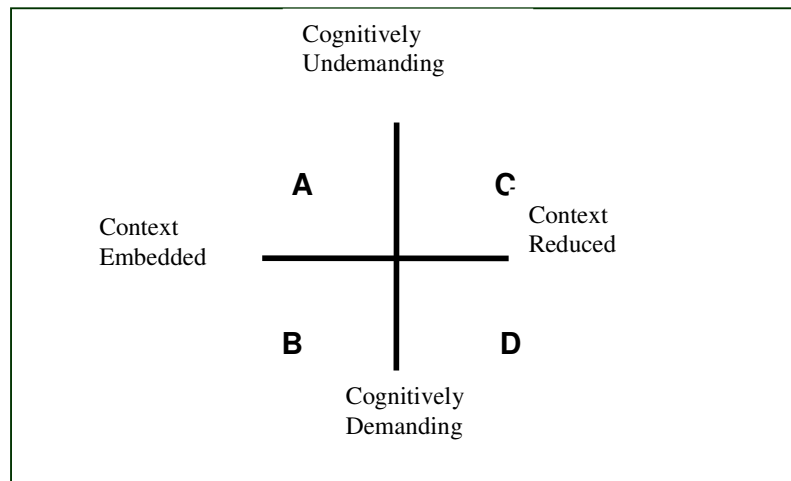 Cognitively
Undemanding
A
C
Context
Embedded
Context
Reduced
B
D
Cognitively
Demanding